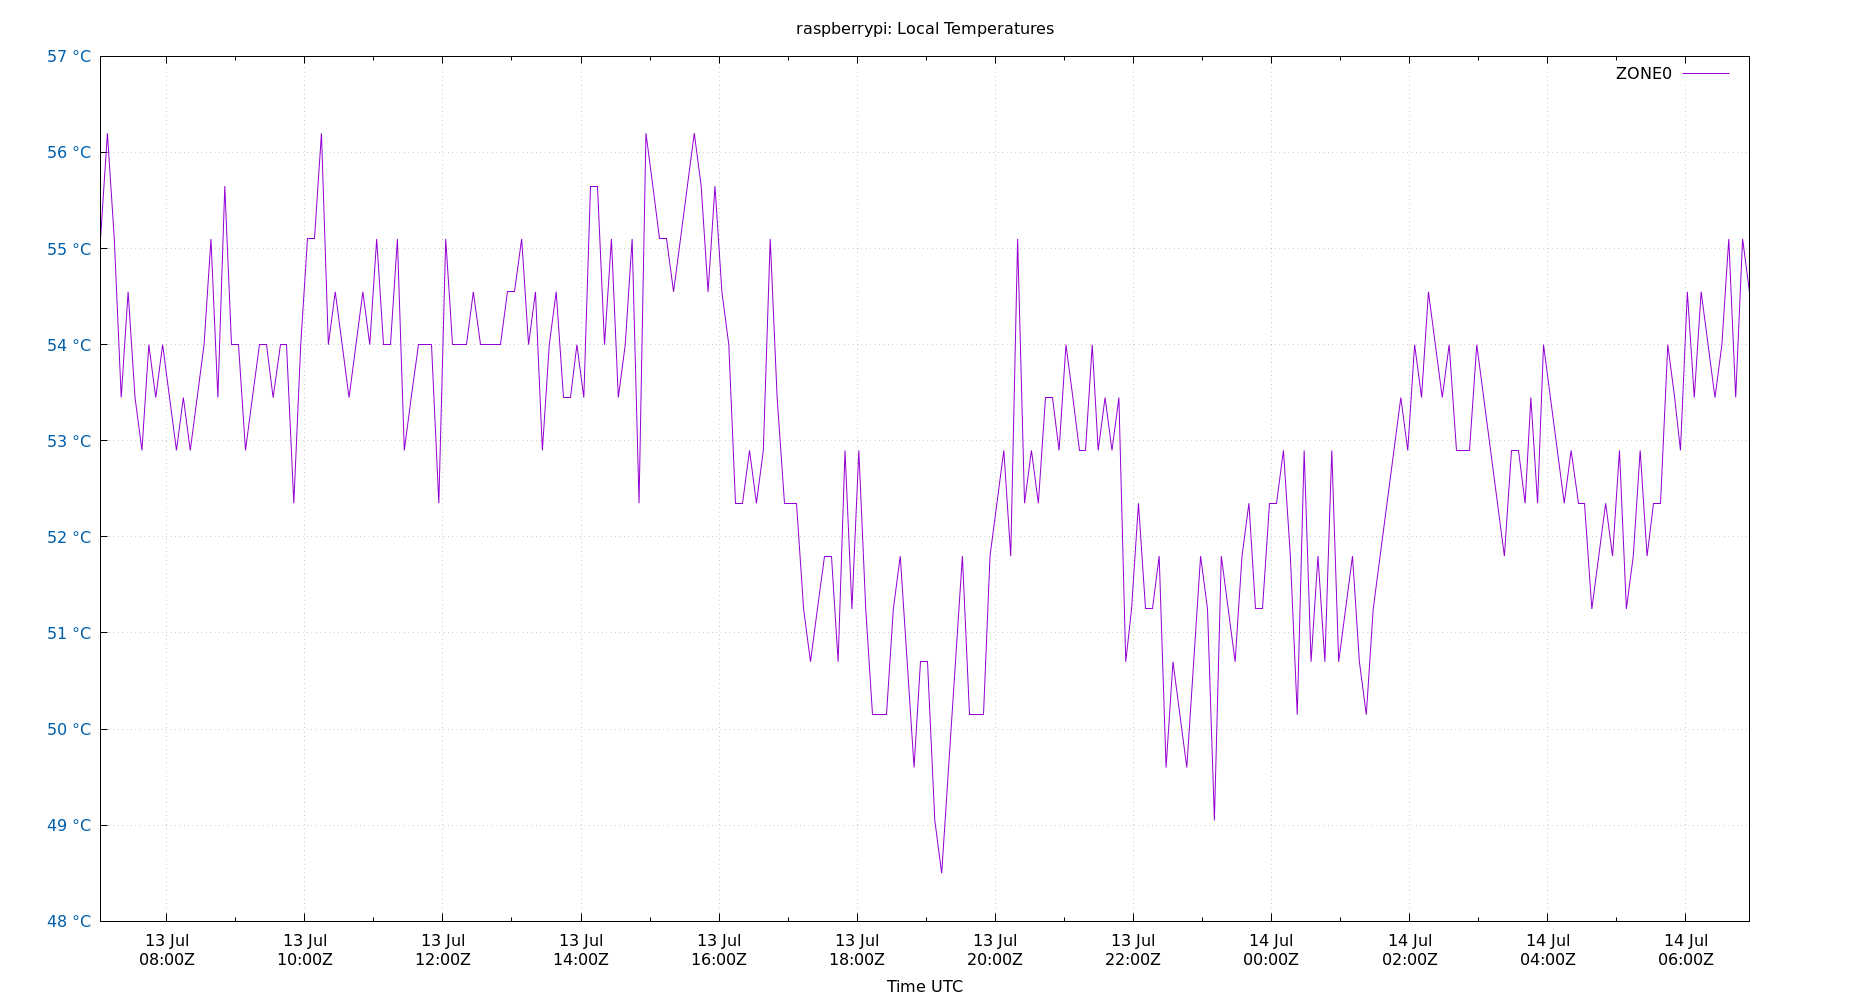 raspberrypi: Local Temperatures
57 °C
ZONE0
56 °C
55 °C
54 °C
53 °C
52 °C
51 °C
50 °C
49 °C
48 °C
13 Jul 13 Jul 13 Jul 13 Jul 13 Jul 13 Jul 13 Jul 13 Jul 14 Jul 14 Jul 14 Jul 14 Jul
08:00Z 10:00Z 12:00Z 14:00Z 16:00Z 18:00Z 20:00Z 22:00Z 00:00Z 02:00Z 04:00Z 06:00Z
Time UTC